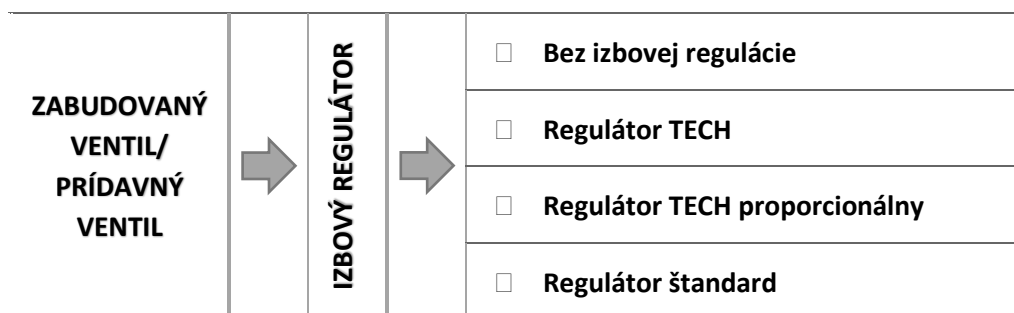 ZABUDOVANÝ
VENTIL/
PRÍDAVNÝ
VENTIL
IZBOVÝ REGULÁTOR
Bez izbovej regulácie
Regulátor TECH
Regulátor TECH proporcionálny
Regulátor štandard